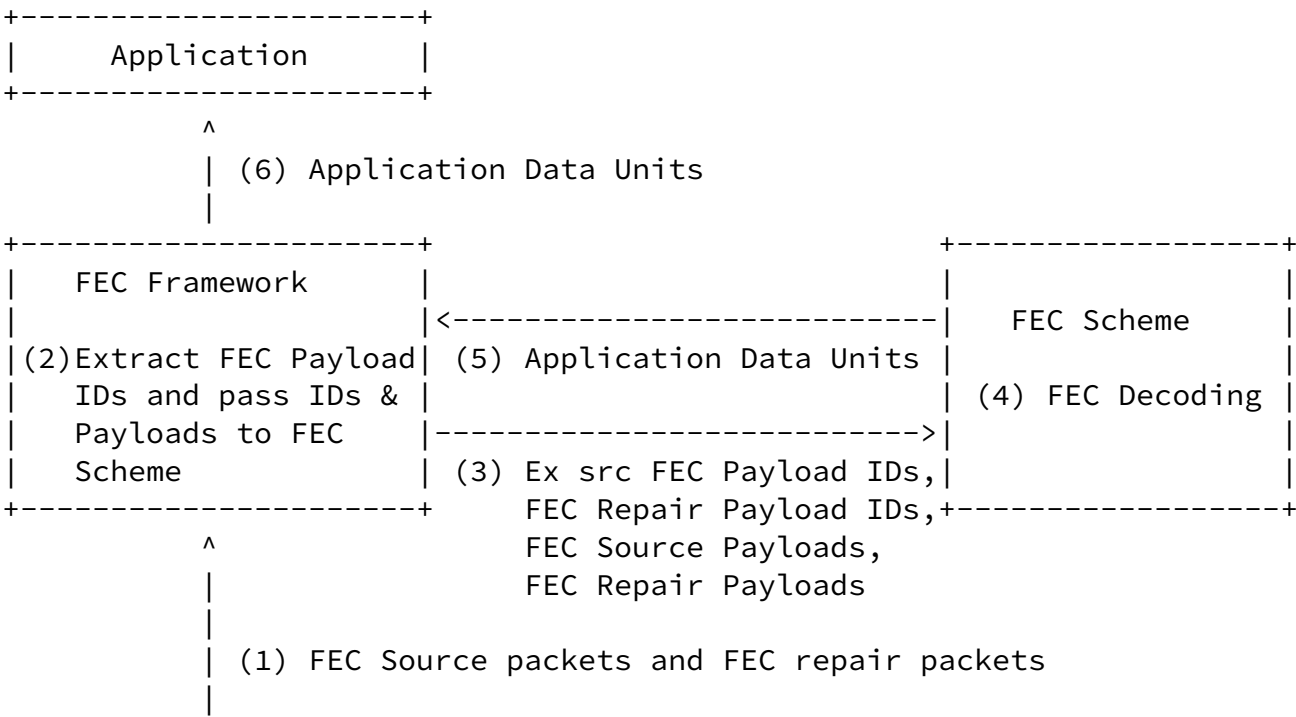 Application
(6) Application Data Units
FEC Framework
FEC Scheme
(2)Extract FEC Payload
IDs and pass IDs &
Payloads to FEC
Scheme
(5) Application Data Units
(4) FEC Decoding
(3) Ex src FEC Payload IDs,
FEC Repair Payload IDs,
FEC Source Payloads,
FEC Repair Payloads
(1) FEC Source packets and FEC repair packets